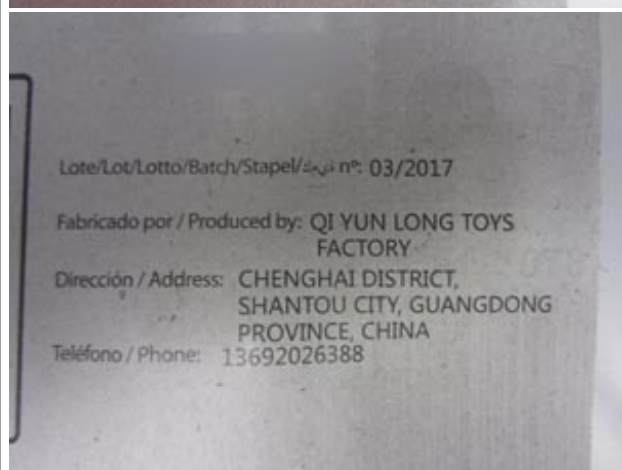 Lote/Lot/Lotto/Batch/Stapel/ nº: 03/2017
Fabricado por / Produced by: QI YUN LONG TOYS
FACTORY
Dirección / Address: CHENGHAI DISTRICT,
SHANTOU CITY, GUANGDONG
PROVINCE, CHINA
Teléfono / Phone: 13692026388